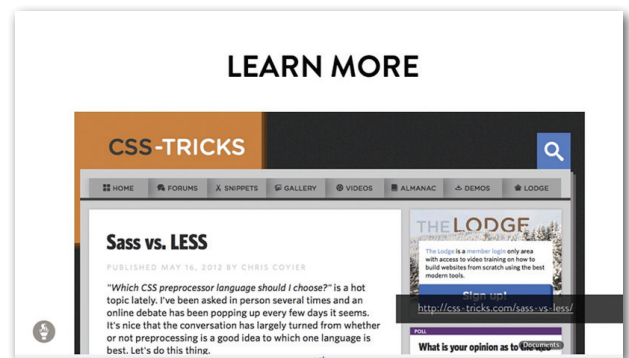 LEARN MORE
CSS-TRICKS
HOME FORUMS SNIPPETS GALLERY VIDEOS ALMANAC DEMOS LODGE
Sass vs. LESS
PUBLISHED MAY 16, 2012 BY CHRIS COYIER
"Which CSS preprocessor language should I choose?" is a hot
topic lately. I've been asked in person several times and an
online debate has been popping up every few days it seems.
It's nice that the conversation has largely turned from whether
or not preprocessing is a good idea to which one language is
best. Let's do this thing.
THE LODGE
The Lodge is a member login only area
with access to video training on how to
build websites from scratch using the best
modern tools.
Sign up!
http://css-tricks.com/sass-vs-less/
POLL
What is your opinion as to the
Documents